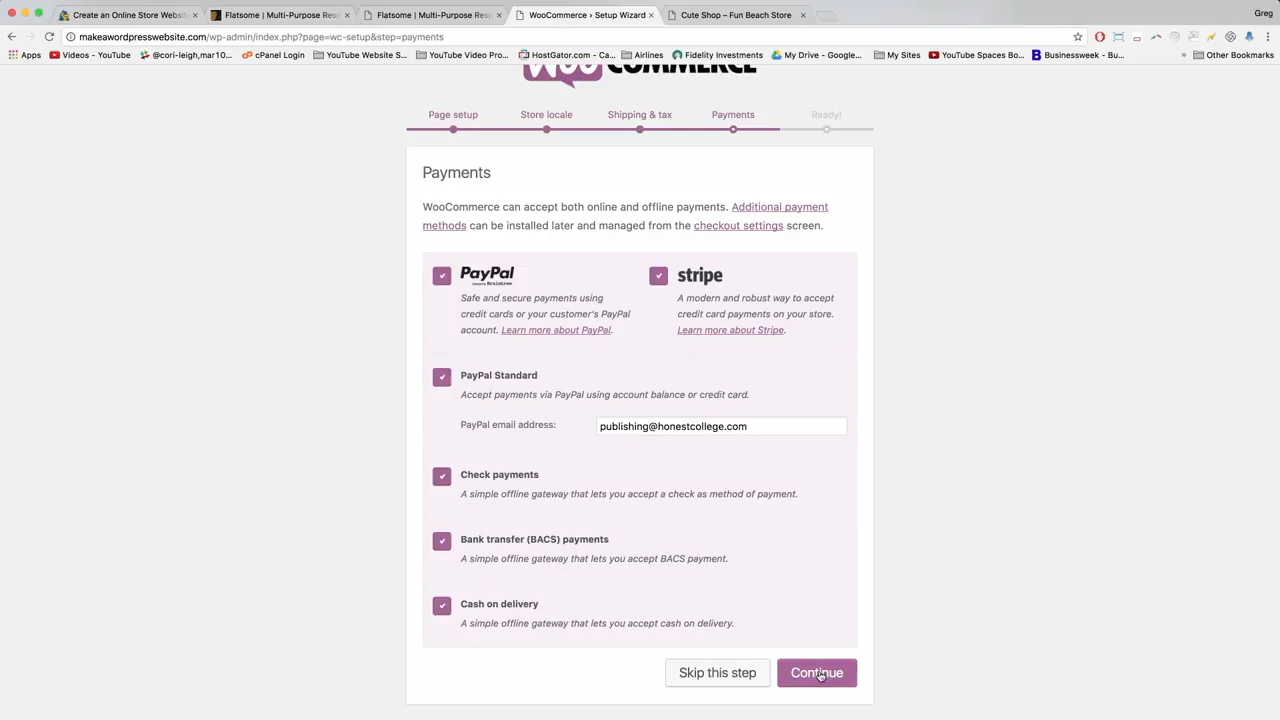 Create an Online Store Websit
Flatsome | Multi-Purpose Resp
Flatsome | Multi-Purpose Resp
WooCommerce › Setup Wizard
Cute Shop – Fun Beach Store
Greg
makeawordpresswebsite.com/wp-admin/index.php?page=wc-setup&step=payments
Apps
Videos - YouTube
@cori-leigh,mar10...
cPanel Login
YouTube Website S...
YouTube Video Pro...
HostGator.com - Ca...
Airlines
Fidelity Investments
My Drive - Google...
My Sites
YouTube Spaces Bo...
Businessweek - Bu...
»
Other Bookmarks
WOO COMMERCE
Page setup
Store locale
Shipping & tax
Payments
Ready!
Payments
WooCommerce can accept both online and offline payments. Additional payment
methods can be installed later and managed from the checkout settings screen.
PayPal
Safe and secure payments using
credit cards or your customer's PayPal
account. Learn more about PayPal.
stripe
A modern and robust way to accept
credit card payments on your store.
Learn more about Stripe.
PayPal Standard
Accept payments via PayPal using account balance or credit card.
PayPal email address:
publishing@honestcollege.com
Check payments
A simple offline gateway that lets you accept a check as method of payment.
Bank transfer (BACS) payments
A simple offline gateway that lets you accept BACS payment.
Cash on delivery
A simple offline gateway that lets you accept cash on delivery.
Skip this step
Continue